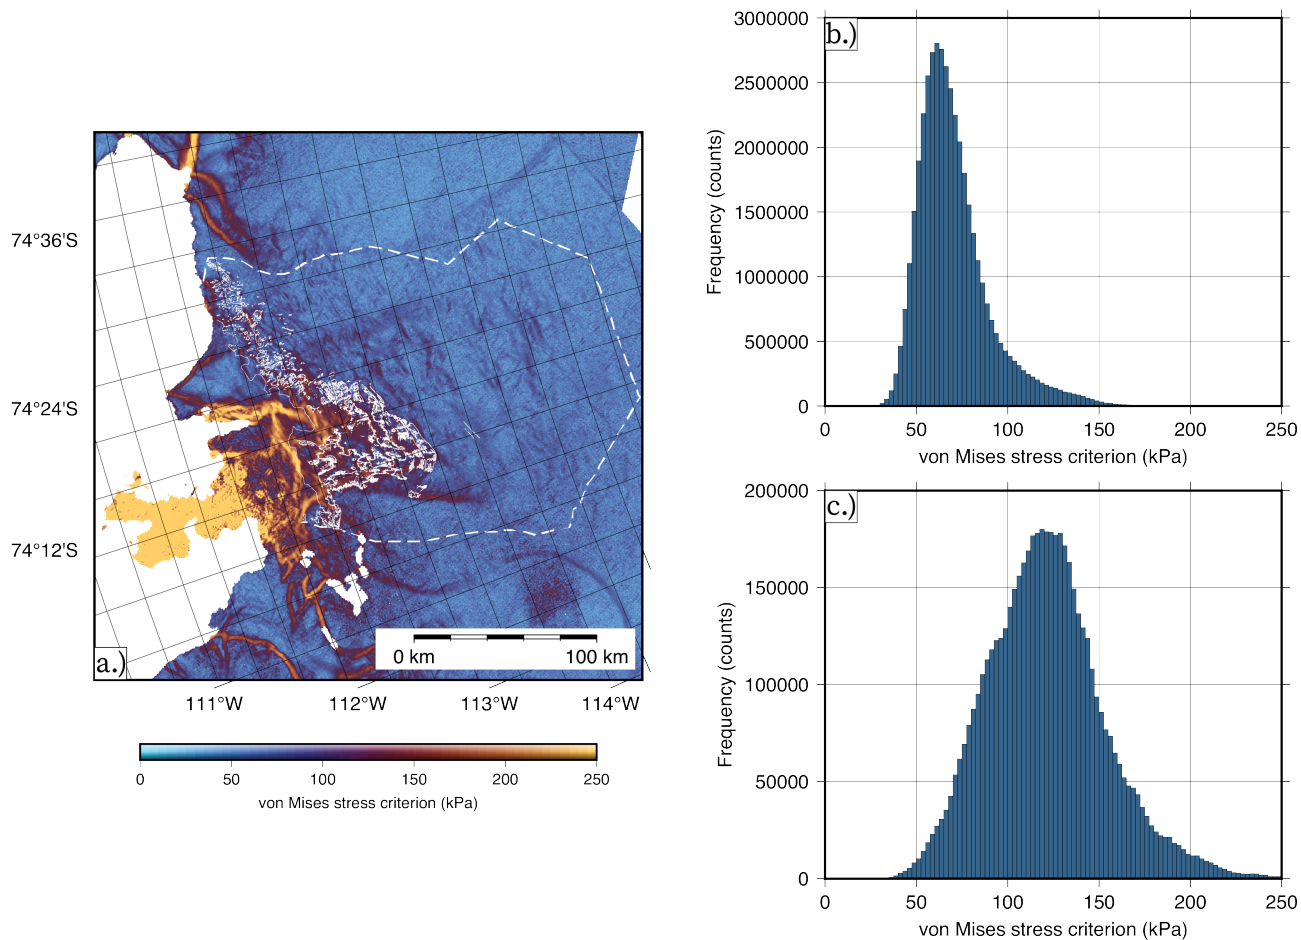 74°36'S
74°24'S
74°12'S
a.)
0 km 100 km
111°W 112°W 113°W 114°W
0 50 100 150 200 250
von Mises stress criterion (kPa)
b.)
3000000
2500000
2000000
1500000
1000000
500000
0
Frequency (counts)
0 50 100 150 200 250
von Mises stress criterion (kPa)
c.)
200000
150000
100000
50000
0
Frequency (counts)
0 50 100 150 200 250
von Mises stress criterion (kPa)